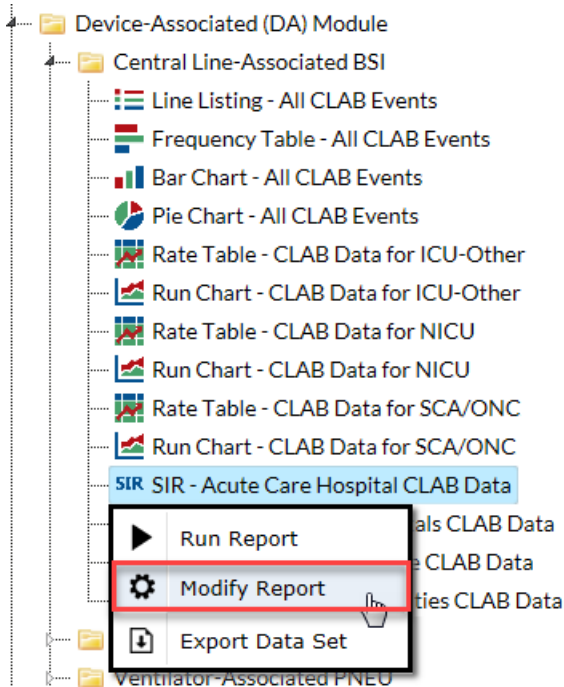 Device-Associated (DA) Module
Central Line-Associated BSI
Line Listing - All CLAB Events
Frequency Table - All CLAB Events
Bar Chart - All CLAB Events
Pie Chart - All CLAB Events
Rate Table - CLAB Data for ICU-Other
Run Chart - CLAB Data for ICU-Other
Rate Table - CLAB Data for NICU
Run Chart - CLAB Data for NICU
Rate Table - CLAB Data for SCA/ONC
Run Chart - CLAB Data for SCA/ONC
SIR SIR - Acute Care Hospital CLAB Data
als CLAB Data
Run Report
e CLAB Data
Modify Report
ties CLAB Data
Export Data Set
Ventilator-Associated PNEU